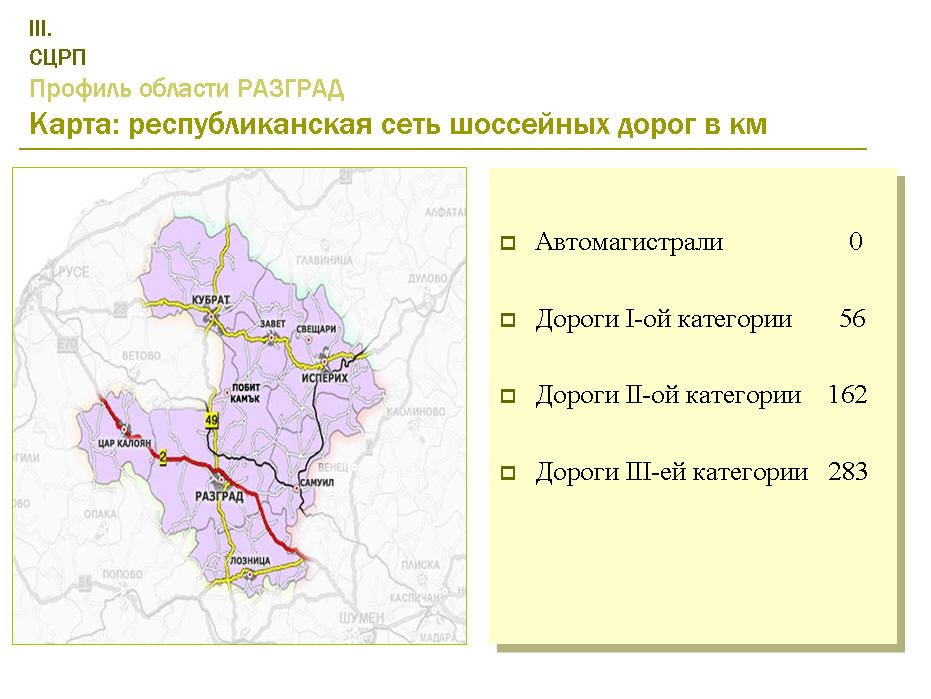 III.
СЦРП
Профиль области РАЗГРАД
Карта: республиканская сеть шоссейных дорог в км
21
АЛФАТАР
РУСЕ
ГЛАВИНИЦА
ДУЛОВО
КУБРАТ
ЗАВЕТ
СВЕЩАРИ
E70
ВЕТОВО
ИСПЕРИХ
ПОБИТ
КАМЪК
КАОЛИНОВО
49
ЦАР КАЛОЯН
2
ВЕНЕЦ
РАЗГРАД
САМУИЛ
ОПАКА
ЛОЗНИЦА
ПОПОВО
ПЛИСКА
КАСПИЧАН
ШУМЕН
МАДАРА
Автомагистрали 0
Дороги I-ой категории 56
Дороги II-ой категории 162
Дороги III-ей категории 283